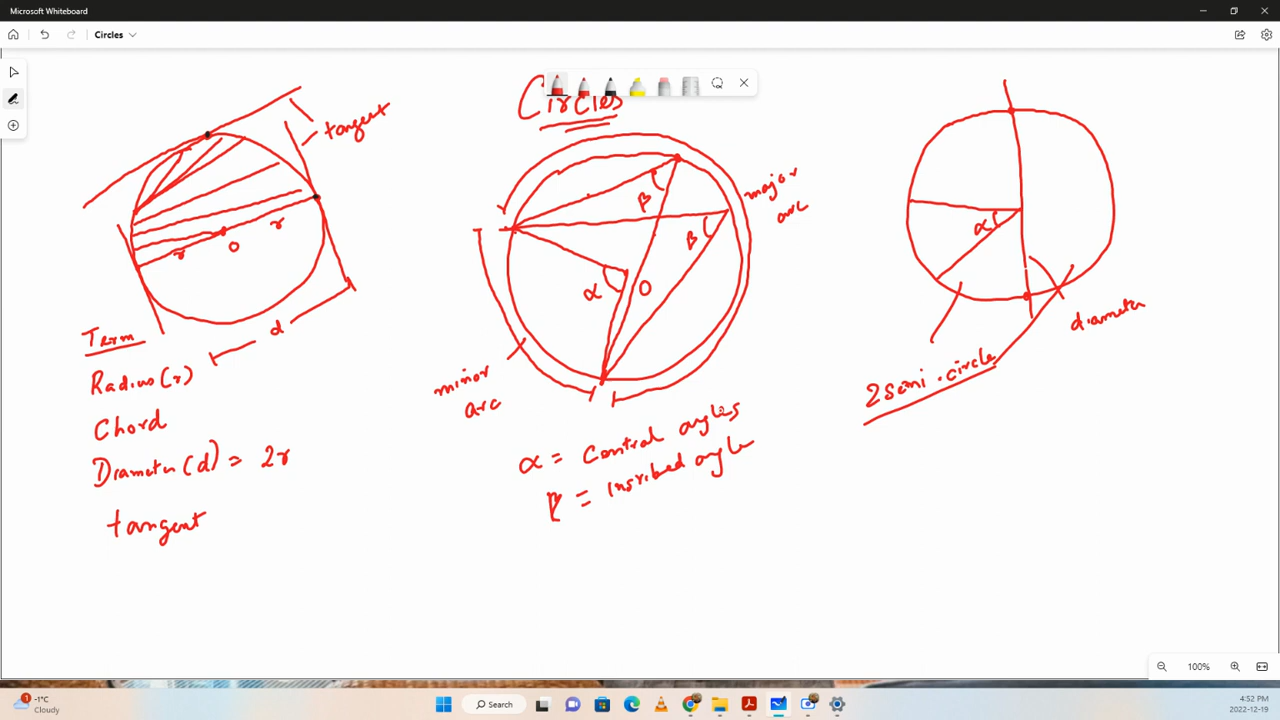 Microsoft Whiteboard
Circles
Circles
tangent
r
r
O
d
Term
Radius(r)
Chord
Diameter(d) = 2r
tangent
β
β
α
O
major
arc
minor
arc
α = Central angles
β = Insribed angle
α
diameter
2 Semi-circle
100%
-1°C
Cloudy
Search
4:52 PM
2022-12-19